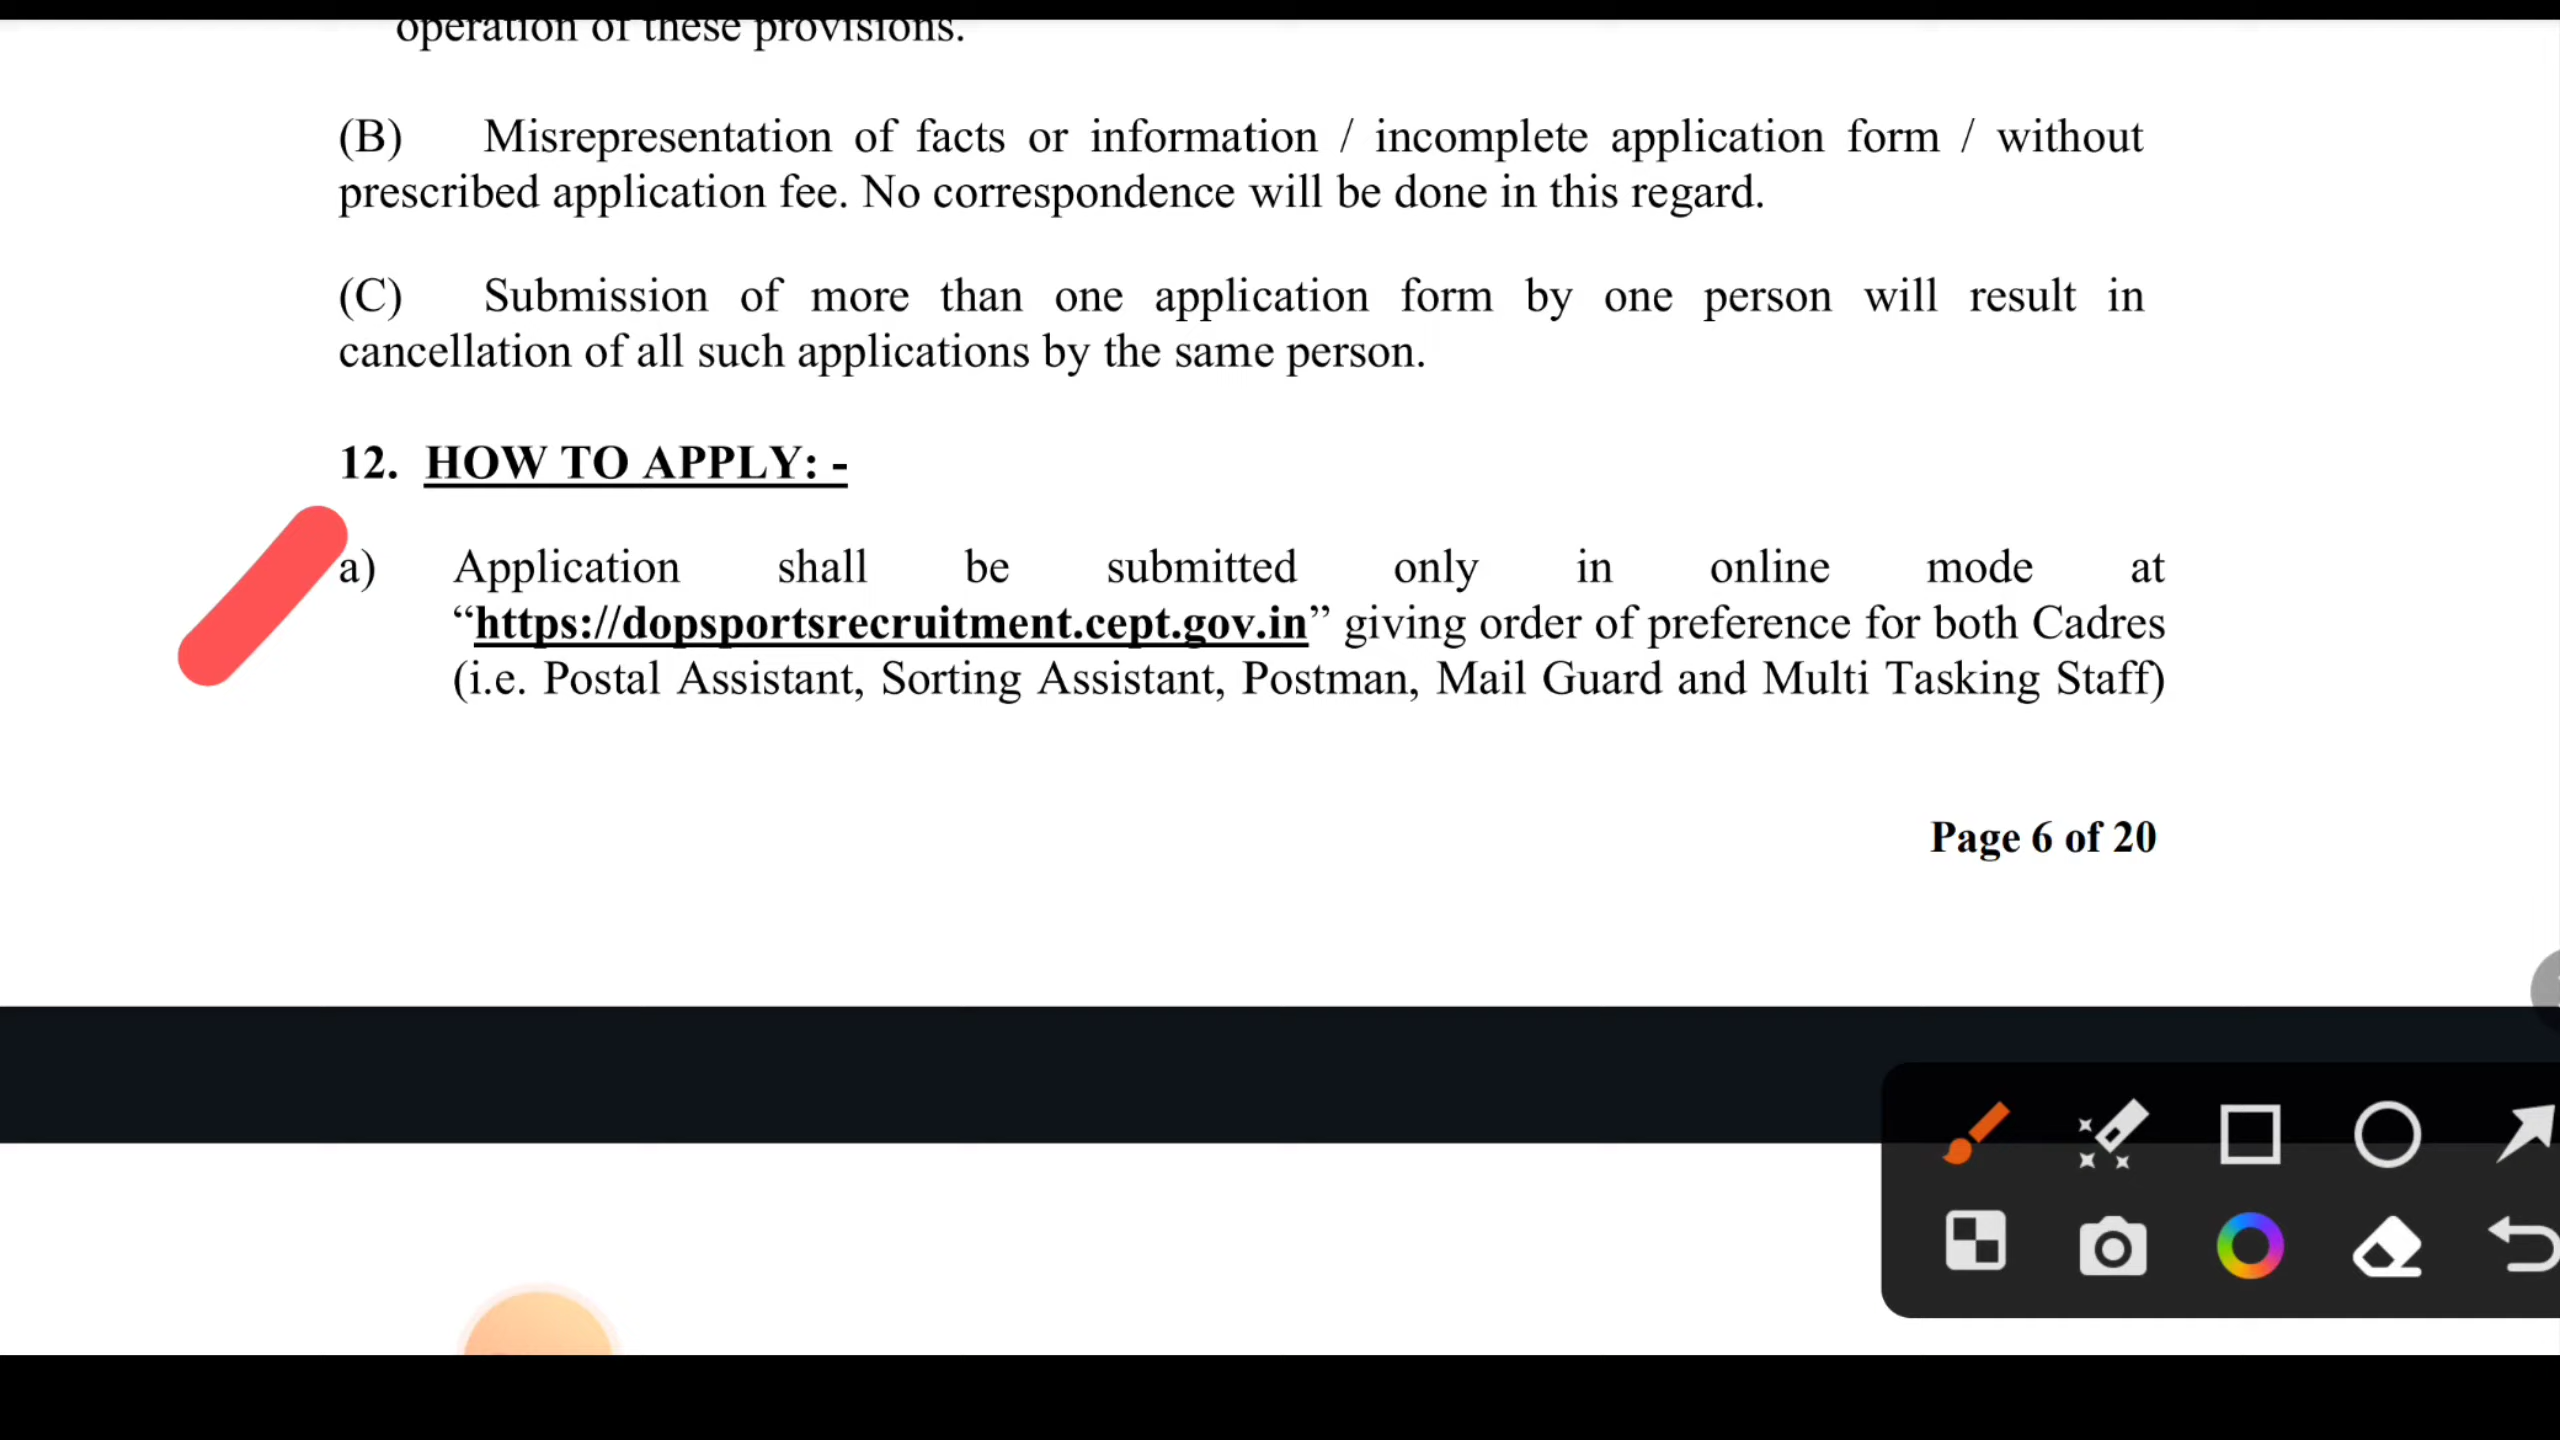 operation of these provisions.
(B) Misrepresentation of facts or information / incomplete application form / without
prescribed application fee. No correspondence will be done in this regard.
(C) Submission of more than one application form by one person will result in
cancellation of all such applications by the same person.
12. HOW TO APPLY: -
a) Application shall be submitted only in online mode at
“https://dopsportsrecruitment.cept.gov.in” giving order of preference for both Cadres
(i.e. Postal Assistant, Sorting Assistant, Postman, Mail Guard and Multi Tasking Staff)
Page 6 of 20